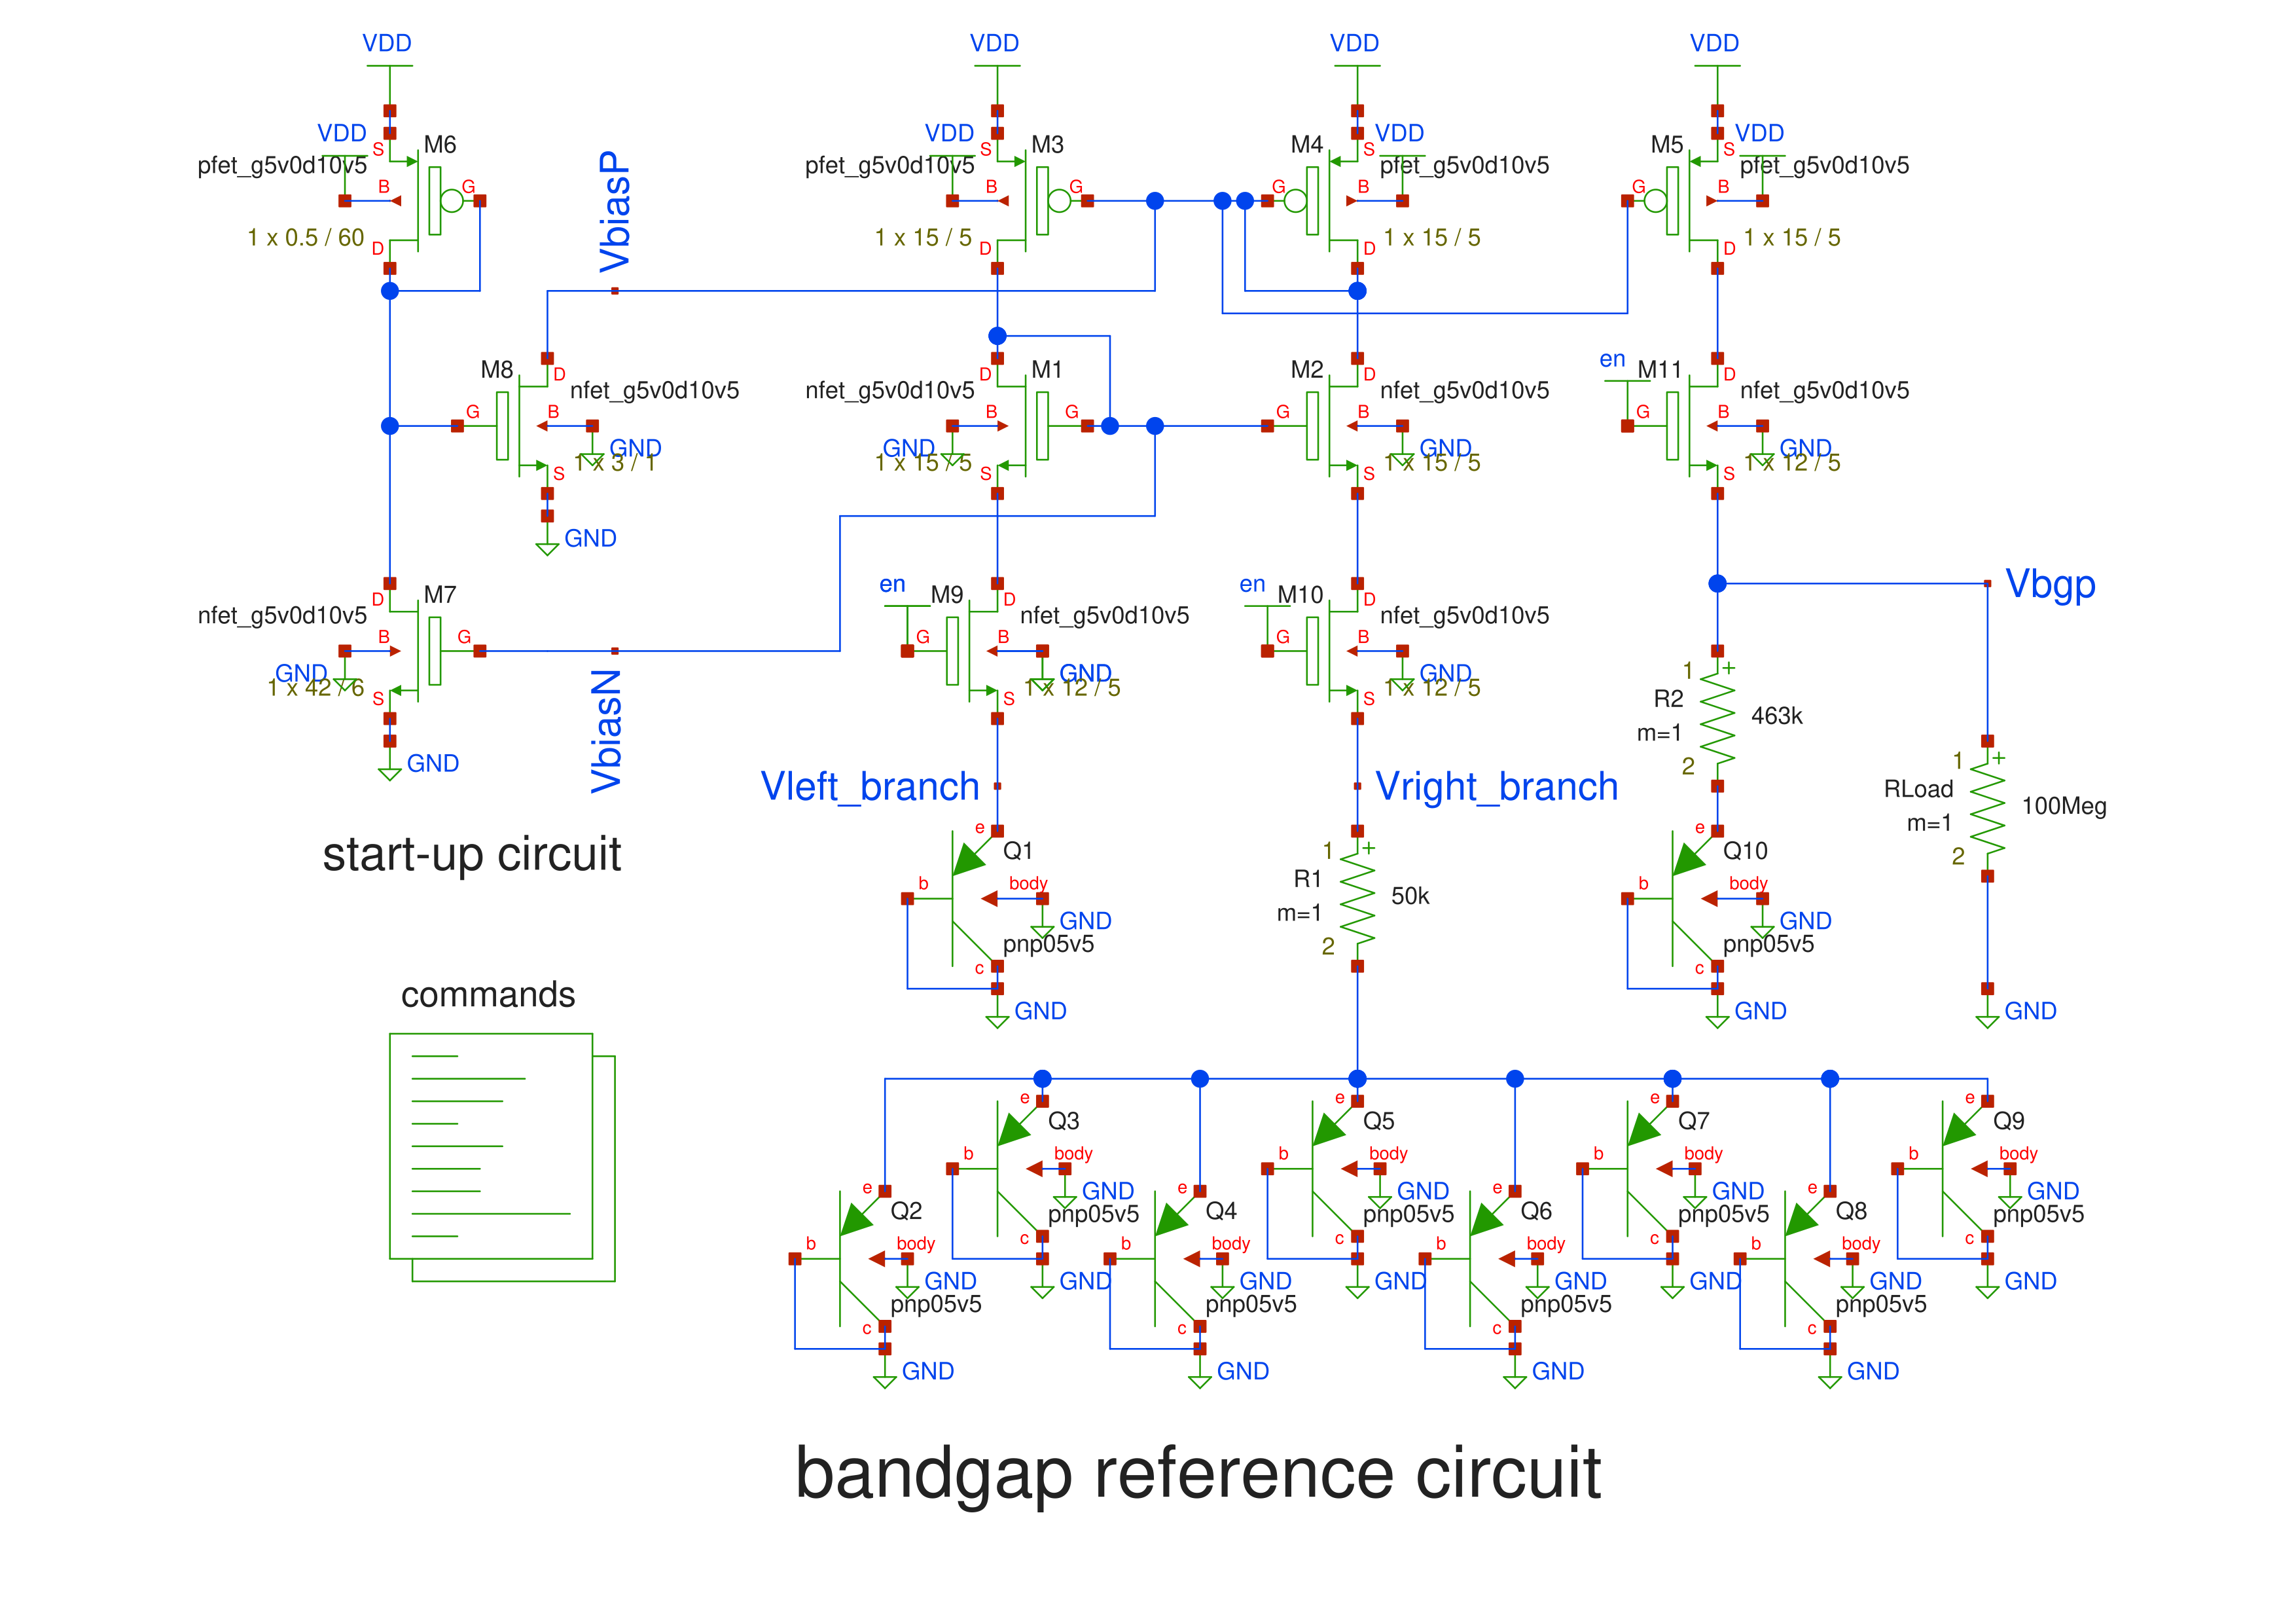 VDD
VDD
VDD
VDD
VDD
M6
S
pfet_g5v0d10v5
B
G
1 x 0.5 / 60
D
VbiasP
VDD
M3
S
pfet_g5v0d10v5
B
G
1 x 15 / 5
D
M4
VDD
S
pfet_g5v0d10v5
G
B
1 x 15 / 5
D
M5
VDD
S
pfet_g5v0d10v5
G
B
1 x 15 / 5
D
M8
D
nfet_g5v0d10v5
G
B
GND
1 x 3 / 1
S
GND
M1
D
nfet_g5v0d10v5
B
G
GND
1 x 15 / 5
S
M2
D
nfet_g5v0d10v5
G
B
GND
1 x 15 / 5
S
en
M11
D
nfet_g5v0d10v5
G
B
GND
1 x 12 / 5
S
M7
D
nfet_g5v0d10v5
B
G
GND
1 x 42 / 6
S
GND
VbiasN
en
M9
D
nfet_g5v0d10v5
G
B
GND
1 x 12 / 5
S
en
M10
D
nfet_g5v0d10v5
G
B
GND
1 x 12 / 5
S
Vbgp
1
+
R2
463k
m=1
2
1
+
RLoad
100Meg
m=1
2
GND
Vleft_branch
Vright_branch
start-up circuit
e
Q1
b
body
GND
pnp05v5
c
GND
1
+
R1
50k
m=1
2
e
Q10
b
body
GND
pnp05v5
c
GND
commands
e
Q3
b
body
GND
pnp05v5
c
GND
e
Q5
b
body
GND
pnp05v5
c
GND
e
Q7
b
body
GND
pnp05v5
c
GND
e
Q9
b
body
GND
pnp05v5
c
GND
e
Q2
b
body
GND
pnp05v5
c
GND
e
Q4
b
body
GND
pnp05v5
c
GND
e
Q6
b
body
GND
pnp05v5
c
GND
e
Q8
b
body
GND
pnp05v5
c
GND
bandgap reference circuit